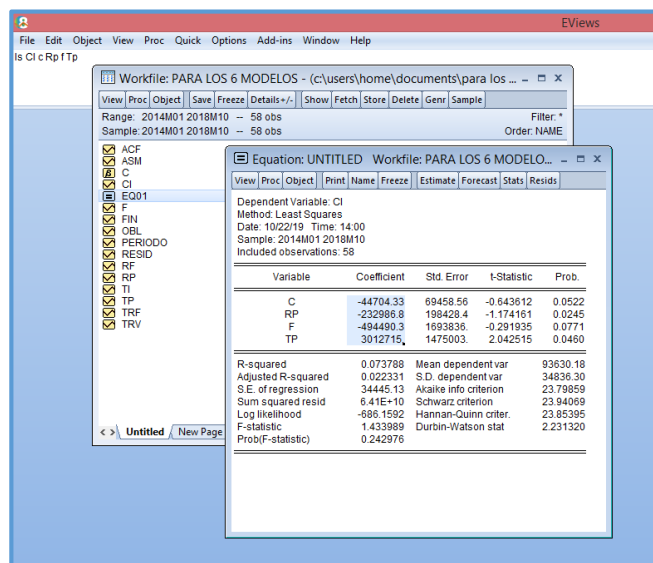 EViews
File Edit Object View Proc Quick Options Add-ins Window Help
ls CI c Rp f Tp
Workfile: PARA LOS 6 MODELOS - (c:\users\home\documents\para los ...
View Proc Object Save Freeze Details+/- Show Fetch Store Delete Genr Sample
Range: 2014M01 2018M10 -- 58 obs Filter: *
Sample: 2014M01 2018M10 -- 58 obs Order: NAME
ACF
ASM
C
CI
EQ01
F
FIN
OBL
PERIODO
RESID
RF
RP
TI
TP
TRF
TRV
Untitled New Page
Equation: UNTITLED Workfile: PARA LOS 6 MODELO...
View Proc Object Print Name Freeze Estimate Forecast Stats Resids
Dependent Variable: CI
Method: Least Squares
Date: 10/22/19 Time: 14:00
Sample: 2014M01 2018M10
Included observations: 58
Variable Coefficient Std. Error t-Statistic Prob.
C -44704.33 69458.56 -0.643612 0.0522
RP -232986.8 198428.4 -1.174161 0.0245
F -494490.3 1693836. -0.291935 0.0771
TP 3012715. 1475003. 2.042515 0.0460
R-squared 0.073788 Mean dependent var 93630.18
Adjusted R-squared 0.022331 S.D. dependent var 34836.30
S.E. of regression 34445.13 Akaike info criterion 23.79859
Sum squared resid 6.41E+10 Schwarz criterion 23.94069
Log likelihood -686.1592 Hannan-Quinn criter. 23.85395
F-statistic 1.433989 Durbin-Watson stat 2.231320
Prob(F-statistic) 0.242976